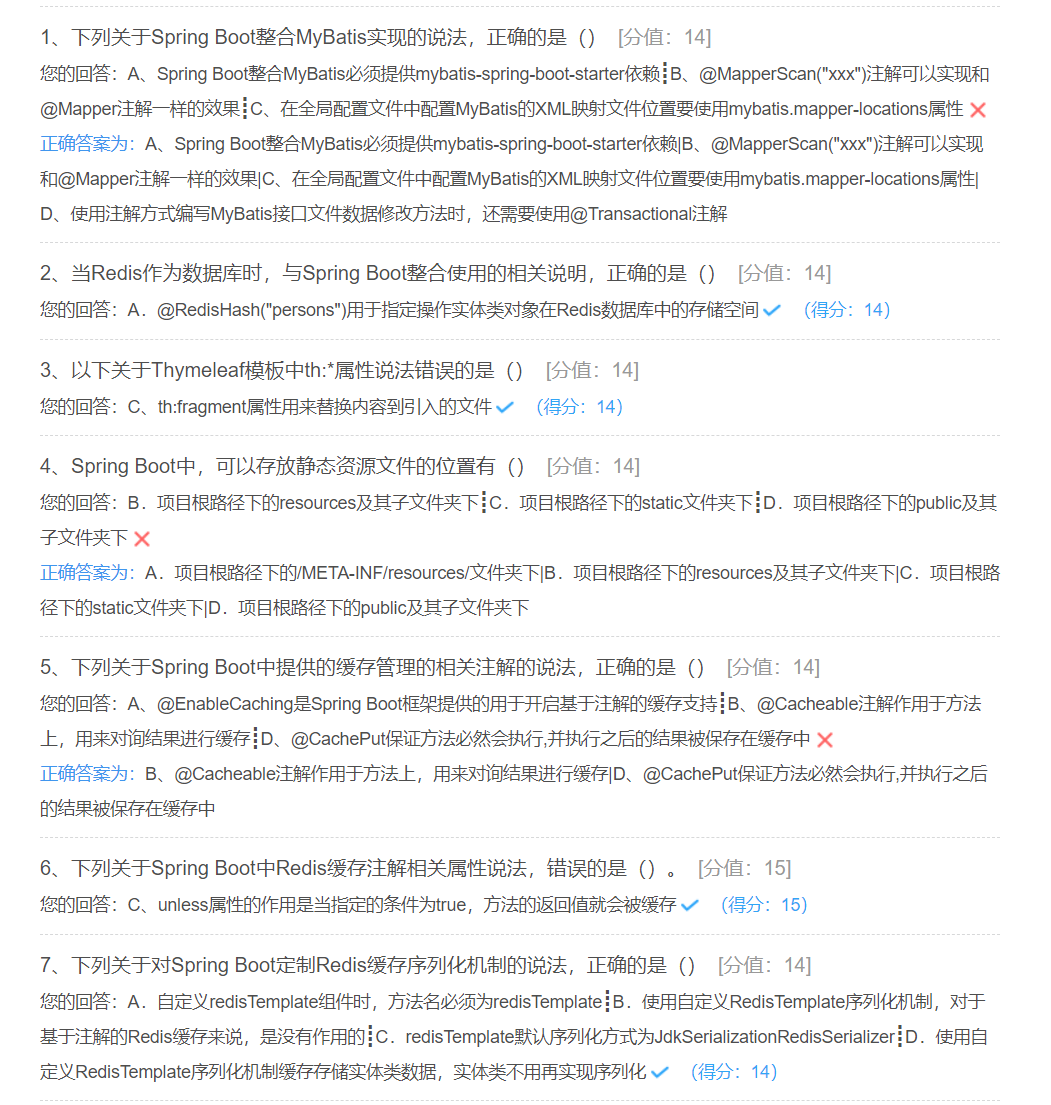 1、下列关于Spring Boot整合MyBatis实现的说法，正确的是（） [分值：14]
您的回答：A、Spring Boot整合MyBatis必须提供mybatis-spring-boot-starter依赖┋B、@MapperScan("xxx")注解可以实现和
@Mapper注解一样的效果┋C、在全局配置文件中配置MyBatis的XML映射文件位置要使用mybatis.mapper-locations属性
正确答案为：A、Spring Boot整合MyBatis必须提供mybatis-spring-boot-starter依赖|B、@MapperScan("xxx")注解可以实现
和@Mapper注解一样的效果|C、在全局配置文件中配置MyBatis的XML映射文件位置要使用mybatis.mapper-locations属性|
D、使用注解方式编写MyBatis接口文件数据修改方法时，还需要使用@Transactional注解
2、当Redis作为数据库时，与Spring Boot整合使用的相关说明，正确的是（） [分值：14]
您的回答：A．@RedisHash("persons")用于指定操作实体类对象在Redis数据库中的存储空间 （得分：14）
3、以下关于Thymeleaf模板中th:*属性说法错误的是（） [分值：14]
您的回答：C、th:fragment属性用来替换内容到引入的文件 （得分：14）
4、Spring Boot中，可以存放静态资源文件的位置有（） [分值：14]
您的回答：B．项目根路径下的resources及其子文件夹下┋C．项目根路径下的static文件夹下┋D．项目根路径下的public及其
子文件夹下
正确答案为：A．项目根路径下的/META-INF/resources/文件夹下|B．项目根路径下的resources及其子文件夹下|C．项目根路
径下的static文件夹下|D．项目根路径下的public及其子文件夹下
5、下列关于Spring Boot中提供的缓存管理的相关注解的说法，正确的是（） [分值：14]
您的回答：A、@EnableCaching是Spring Boot框架提供的用于开启基于注解的缓存支持┋B、@Cacheable注解作用于方法
上，用来对询结果进行缓存┋D、@CachePut保证方法必然会执行,并执行之后的结果被保存在缓存中
正确答案为：B、@Cacheable注解作用于方法上，用来对询结果进行缓存|D、@CachePut保证方法必然会执行,并执行之后
的结果被保存在缓存中
6、下列关于Spring Boot中Redis缓存注解相关属性说法，错误的是（）。 [分值：15]
您的回答：C、unless属性的作用是当指定的条件为true，方法的返回值就会被缓存 （得分：15）
7、下列关于对Spring Boot定制Redis缓存序列化机制的说法，正确的是（） [分值：14]
您的回答：A．自定义redisTemplate组件时，方法名必须为redisTemplate┋B．使用自定义RedisTemplate序列化机制，对于
基于注解的Redis缓存来说，是没有作用的┋C．redisTemplate默认序列化方式为JdkSerializationRedisSerializer┋D．使用自
定义RedisTemplate序列化机制缓存存储实体类数据，实体类不用再实现序列化 （得分：14）